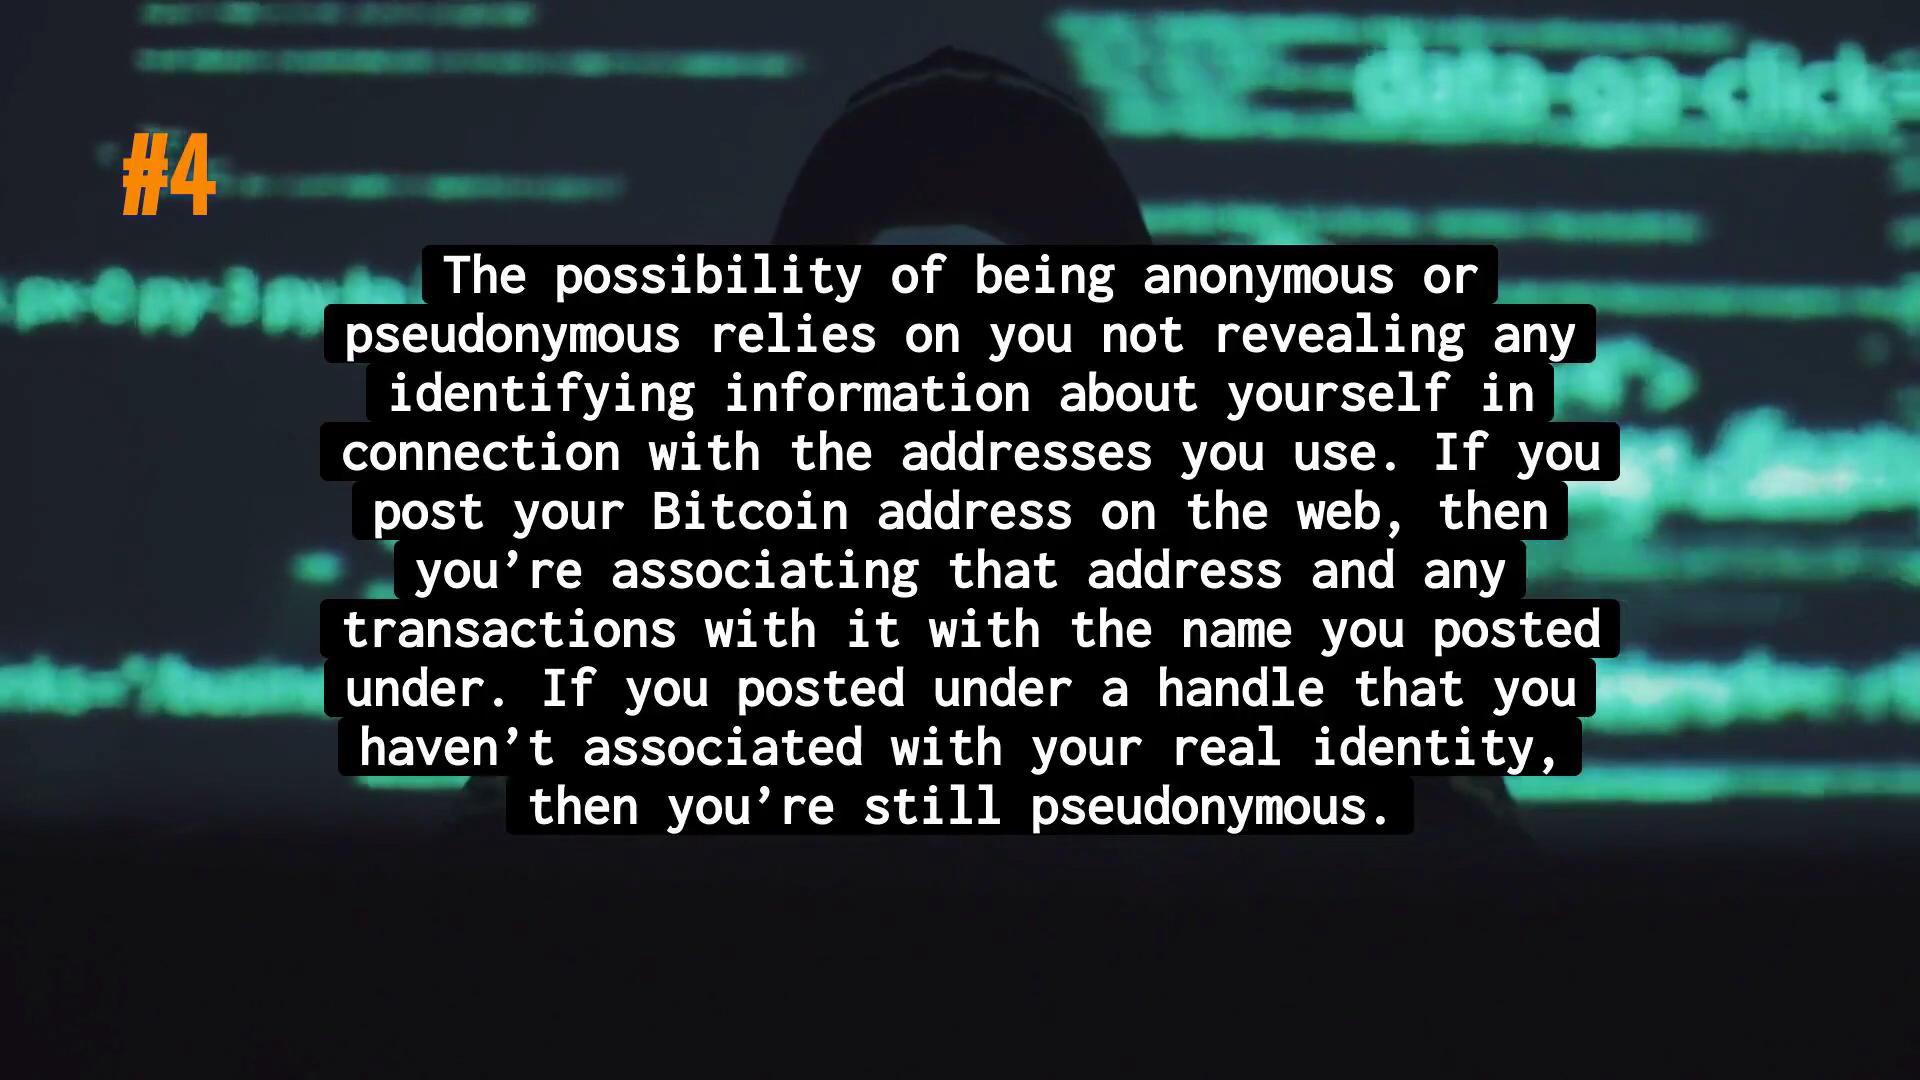 data-ga-click=
#4
The possibility of being anonymous or
pseudonymous relies on you not revealing any
identifying information about yourself in
connection with the addresses you use. If you
post your Bitcoin address on the web, then
you’re associating that address and any
transactions with it with the name you posted
under. If you posted under a handle that you
haven’t associated with your real identity,
then you’re still pseudonymous.